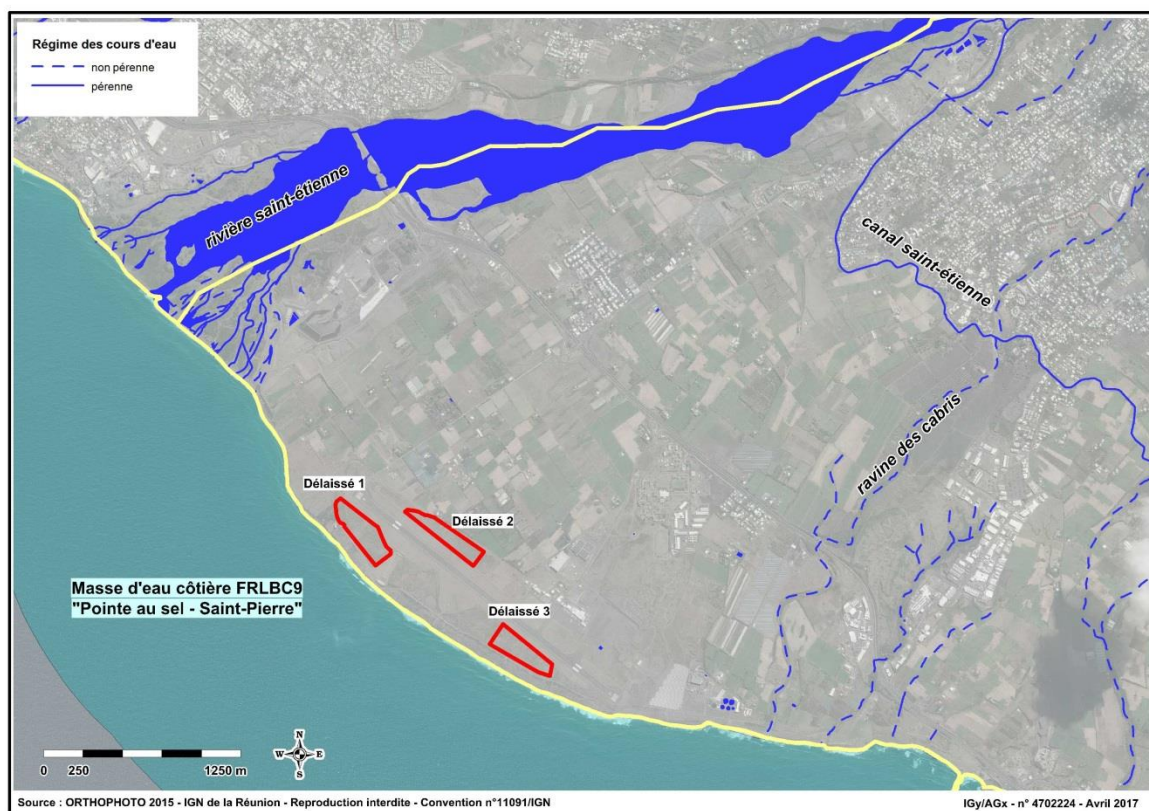 Régime des cours d'eau
non pérenne
pérenne
rivière saint-étienne
canal saint-étienne
ravine des cabris
Délaissé 1
Délaissé 2
Délaissé 3
Masse d'eau côtière FRLBC9
"Pointe au sel - Saint-Pierre"
N
W E
S
0 250 1250 m
Source : ORTHOPHOTO 2015 - IGN de la Réunion - Reproduction interdite - Convention n°11091/IGN
IGy/AGx - n° 4702224 - Avril 2017